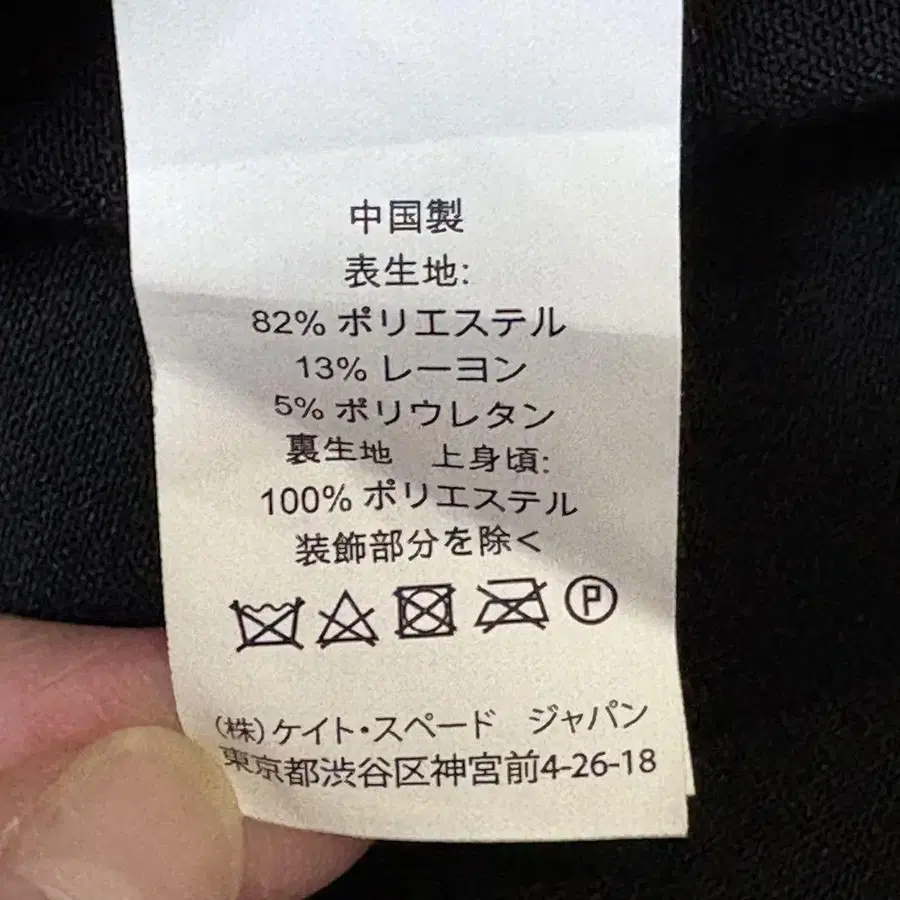 中国製
表生地:
82% ポリエステル
13% レーヨン
5% ポリウレタン
裏生地　上身頃:
100% ポリエステル
装飾部分を除く
P
(株)ケイト・スペード　ジャパン
東京都渋谷区神宮前4-26-18